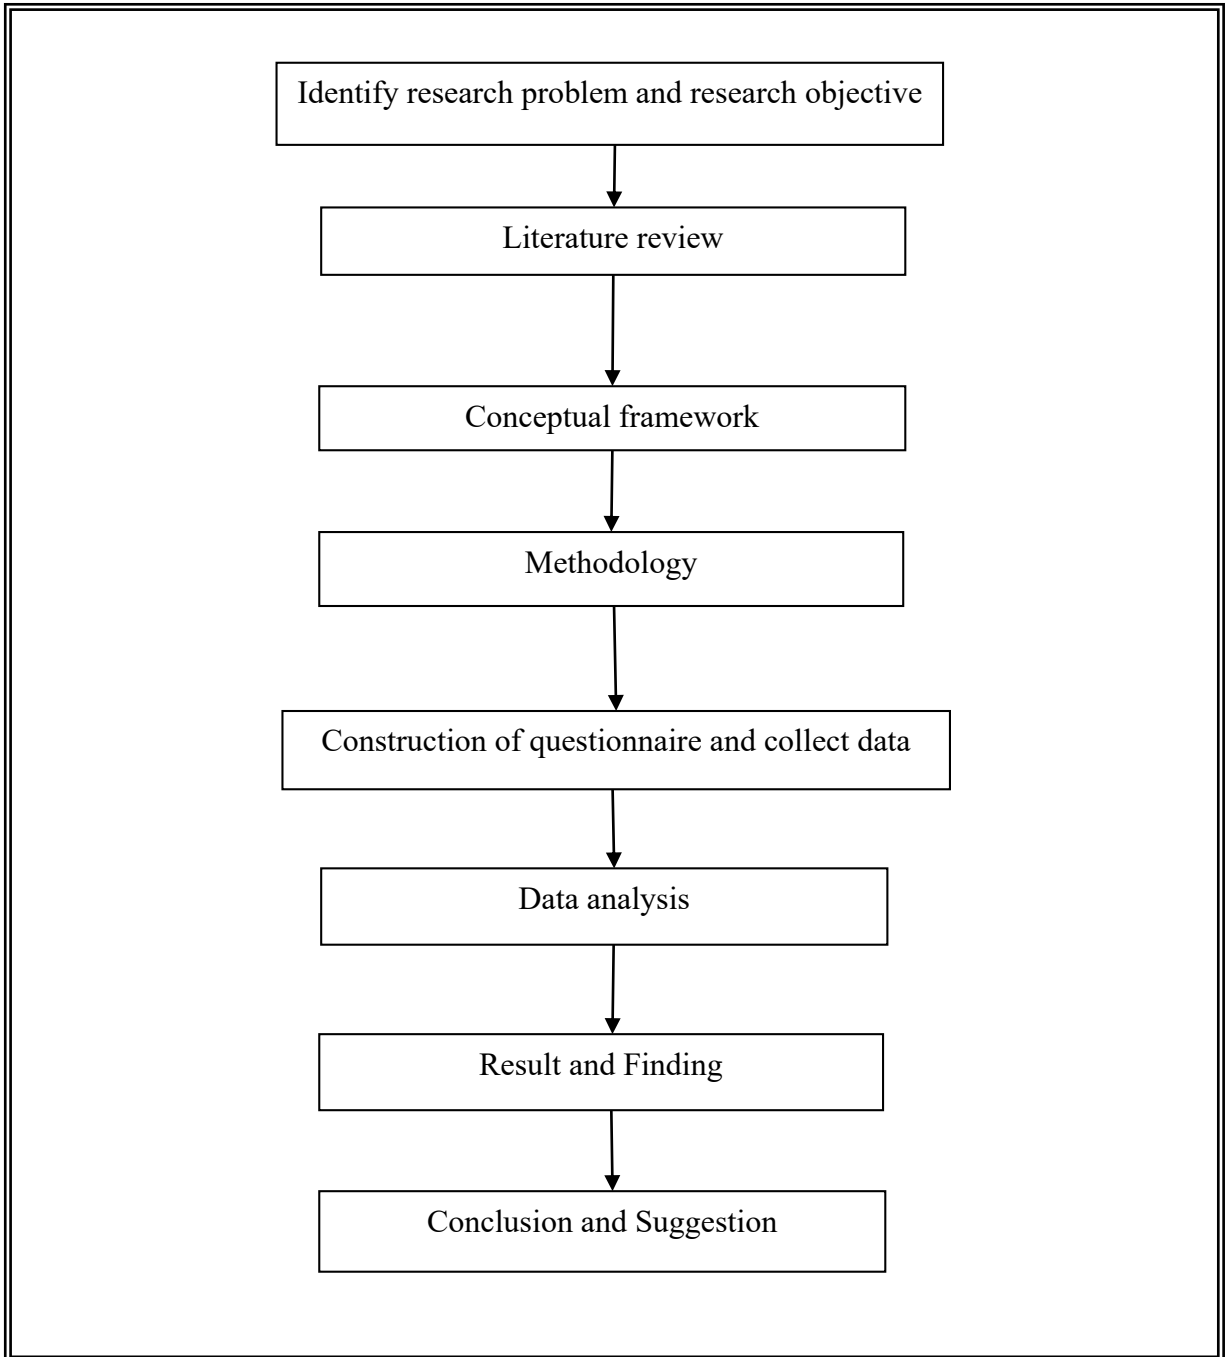 Identify research problem and research objective
Literature review
Conceptual framework
Methodology
Construction of questionnaire and collect data
Data analysis
Result and Finding
Conclusion and Suggestion